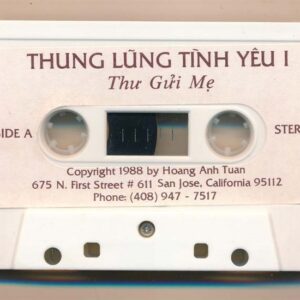 THUNG LŨNG TÌNH YÊU I
Thư Gửi Mẹ
SIDE A
STER
Copyright 1988 by Hoang Anh Tuan
675 N. First Street # 611 San Jose, California 95112
Phone: (408) 947 - 7517